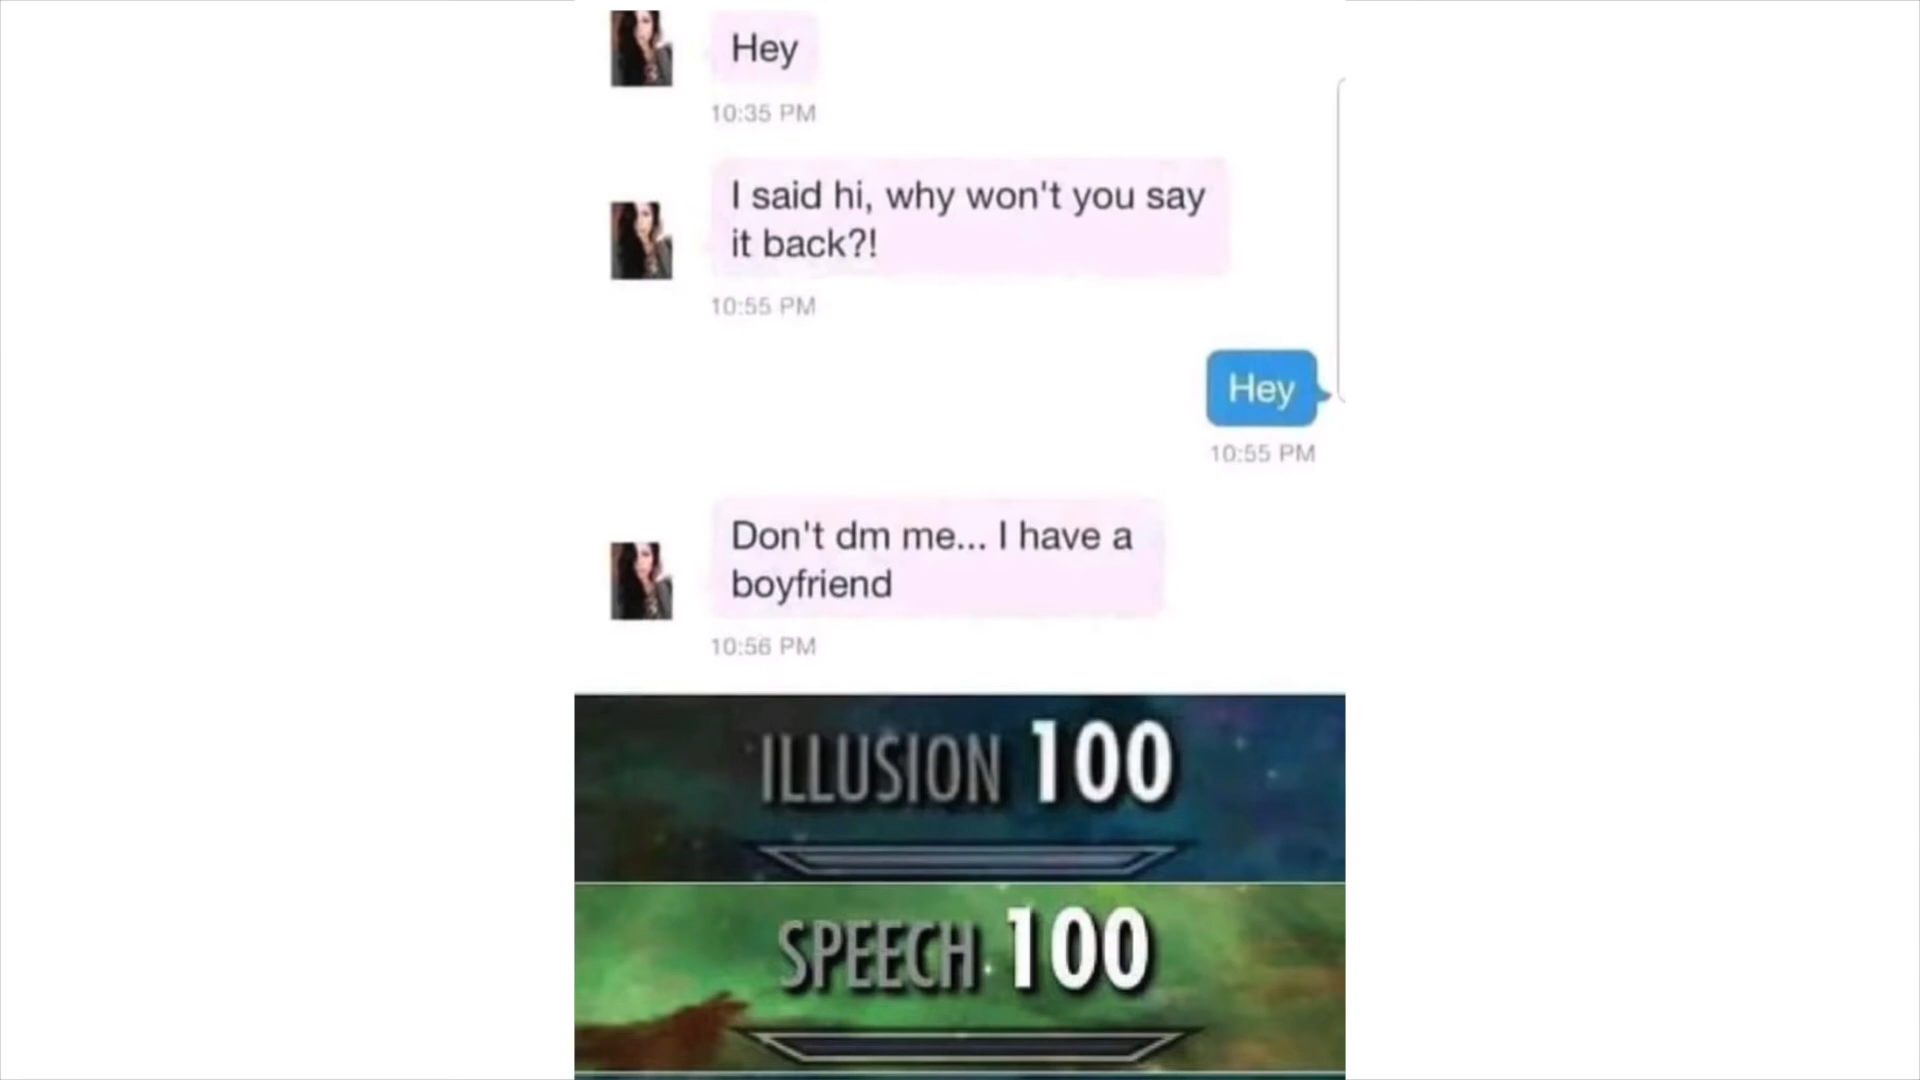 Hey
10:35 PM
I said hi, why won't you say
it back?!
10:55 PM
Hey
10:55 PM
Don't dm me... I have a
boyfriend
10:56 PM
ILLUSION 100
SPEECH 100